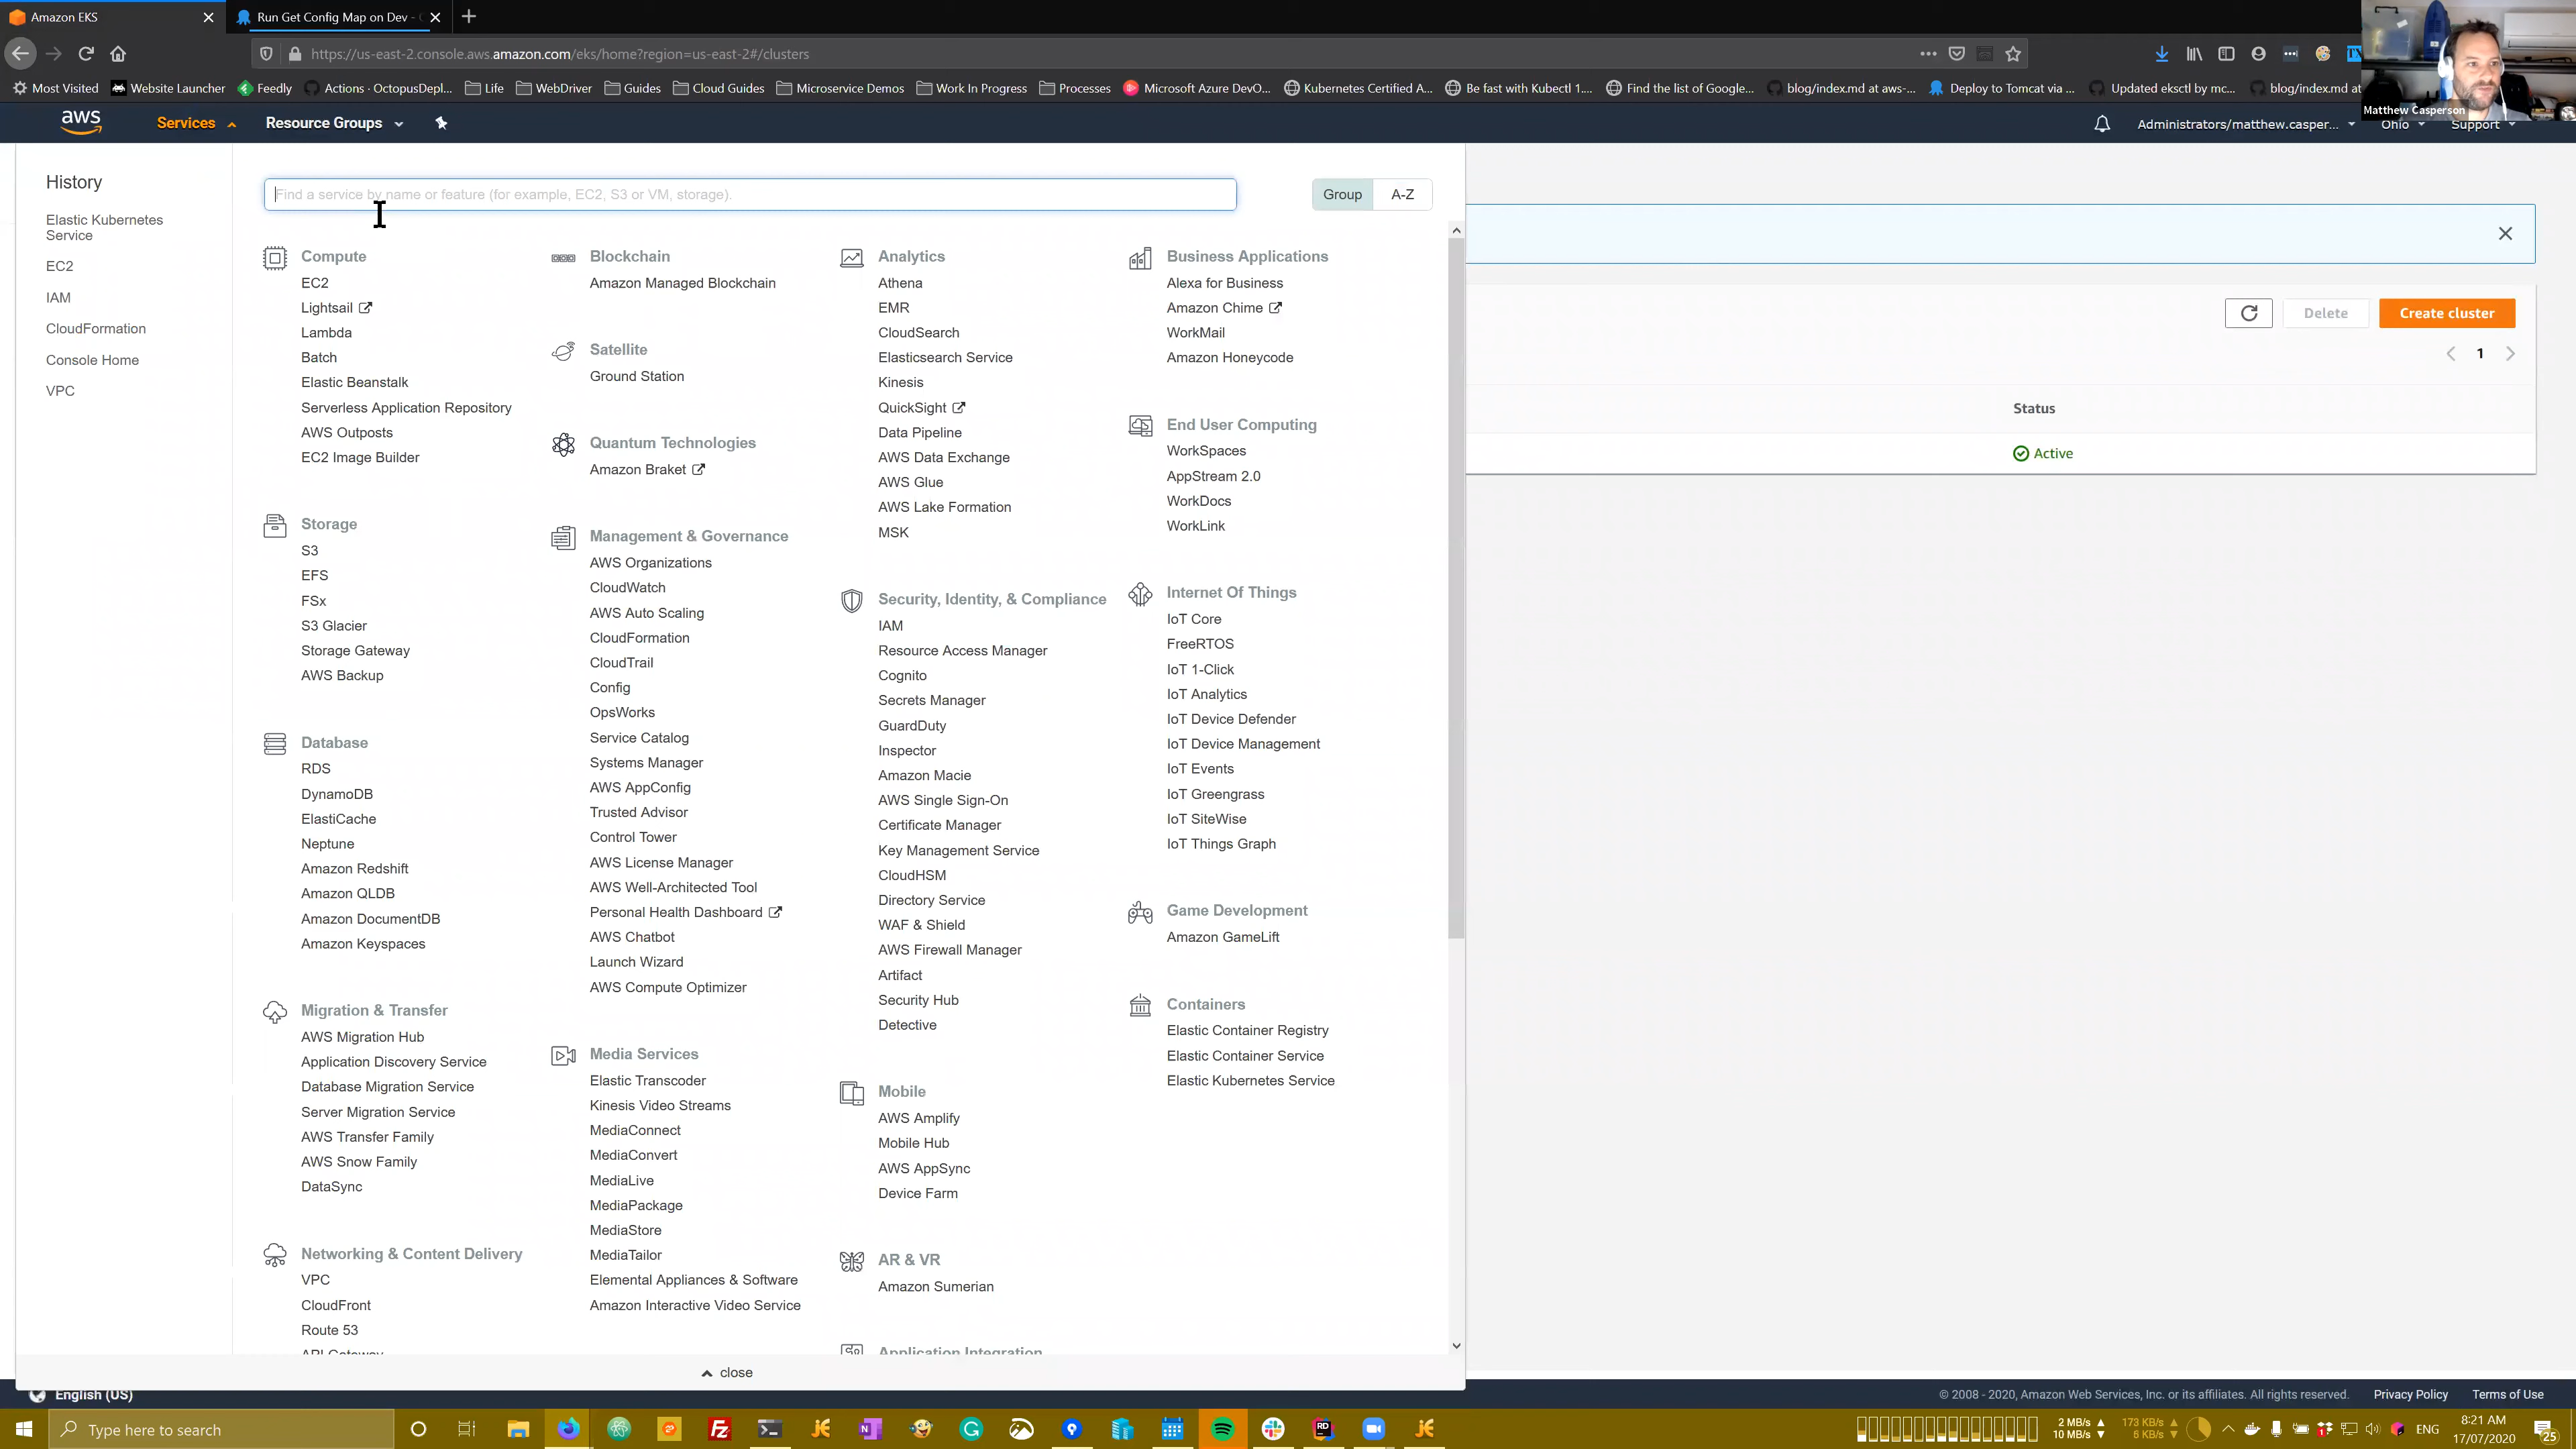 Amazon EKS
Run Get Config Map on Dev -
https://us-east-2.console.aws.amazon.com/eks/home?region=us-east-2#/clusters
Most Visited Website Launcher Feedly Actions · OctopusDepl... Life WebDriver Guides Cloud Guides Microservice Demos Work In Progress Processes Microsoft Azure DevO... Kubernetes Certified A... Be fast with Kubectl 1.... Find the list of Google... blog/index.md at aws-... Deploy to Tomcat via ... Updated eksctl by mc... blog/index.md at
Matthew Casperson
aws Services Resource Groups Administrators/matthew.casper... Ohio Support
History
Elastic Kubernetes
Service
EC2
IAM
CloudFormation
Console Home
VPC
Find a service by name or feature (for example, EC2, S3 or VM, storage).
Group A-Z
Compute
EC2
Lightsail
Lambda
Batch
Elastic Beanstalk
Serverless Application Repository
AWS Outposts
EC2 Image Builder
Storage
S3
EFS
FSx
S3 Glacier
Storage Gateway
AWS Backup
Database
RDS
DynamoDB
ElastiCache
Neptune
Amazon Redshift
Amazon QLDB
Amazon DocumentDB
Amazon Keyspaces
Migration & Transfer
AWS Migration Hub
Application Discovery Service
Database Migration Service
Server Migration Service
AWS Transfer Family
AWS Snow Family
DataSync
Networking & Content Delivery
VPC
CloudFront
Route 53
API Gateway
Blockchain
Amazon Managed Blockchain
Satellite
Ground Station
Quantum Technologies
Amazon Braket
Management & Governance
AWS Organizations
CloudWatch
AWS Auto Scaling
CloudFormation
CloudTrail
Config
OpsWorks
Service Catalog
Systems Manager
AWS AppConfig
Trusted Advisor
Control Tower
AWS License Manager
AWS Well-Architected Tool
Personal Health Dashboard
AWS Chatbot
Launch Wizard
AWS Compute Optimizer
Media Services
Elastic Transcoder
Kinesis Video Streams
MediaConnect
MediaConvert
MediaLive
MediaPackage
MediaStore
MediaTailor
Elemental Appliances & Software
Amazon Interactive Video Service
Analytics
Athena
EMR
CloudSearch
Elasticsearch Service
Kinesis
QuickSight
Data Pipeline
AWS Data Exchange
AWS Glue
AWS Lake Formation
MSK
Security, Identity, & Compliance
IAM
Resource Access Manager
Cognito
Secrets Manager
GuardDuty
Inspector
Amazon Macie
AWS Single Sign-On
Certificate Manager
Key Management Service
CloudHSM
Directory Service
WAF & Shield
AWS Firewall Manager
Artifact
Security Hub
Detective
Mobile
AWS Amplify
Mobile Hub
AWS AppSync
Device Farm
AR & VR
Amazon Sumerian
Application Integration
Business Applications
Alexa for Business
Amazon Chime
WorkMail
Amazon Honeycode
End User Computing
WorkSpaces
AppStream 2.0
WorkDocs
WorkLink
Internet Of Things
IoT Core
FreeRTOS
IoT 1-Click
IoT Analytics
IoT Device Defender
IoT Device Management
IoT Events
IoT Greengrass
IoT SiteWise
IoT Things Graph
Game Development
Amazon GameLift
Containers
Elastic Container Registry
Elastic Container Service
Elastic Kubernetes Service
close
Delete Create cluster
1
Status
Active
English (US) © 2008 - 2020, Amazon Web Services, Inc. or its affiliates. All rights reserved. Privacy Policy Terms of Use
Type here to search
2 MB/s 173 KB/s
10 MB/s 6 KB/s
ENG
8:21 AM
17/07/2020
25